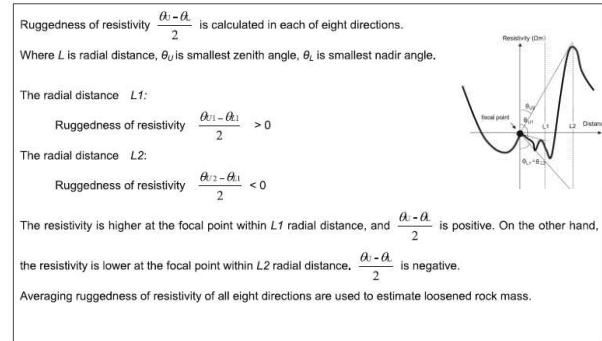 Ruggedness of resistivity (θU - θL)/2 is calculated in each of eight directions.
Where L is radial distance, θU is smallest zenith angle, θL is smallest nadir angle.
The radial distance L1:
Ruggedness of resistivity (θU1 - θL1)/2 > 0
The radial distance L2:
Ruggedness of resistivity (θU2 - θL1)/2 < 0
The resistivity is higher at the focal point within L1 radial distance, and (θU - θL)/2 is positive. On the other hand,
the resistivity is lower at the focal point within L2 radial distance, (θU - θL)/2 is negative.
Averaging ruggedness of resistivity of all eight directions are used to estimate loosened rock mass.
Resistivity (Ωm)
θU2
focal point
θU1
L1
L2
Distan
θL1=θL2